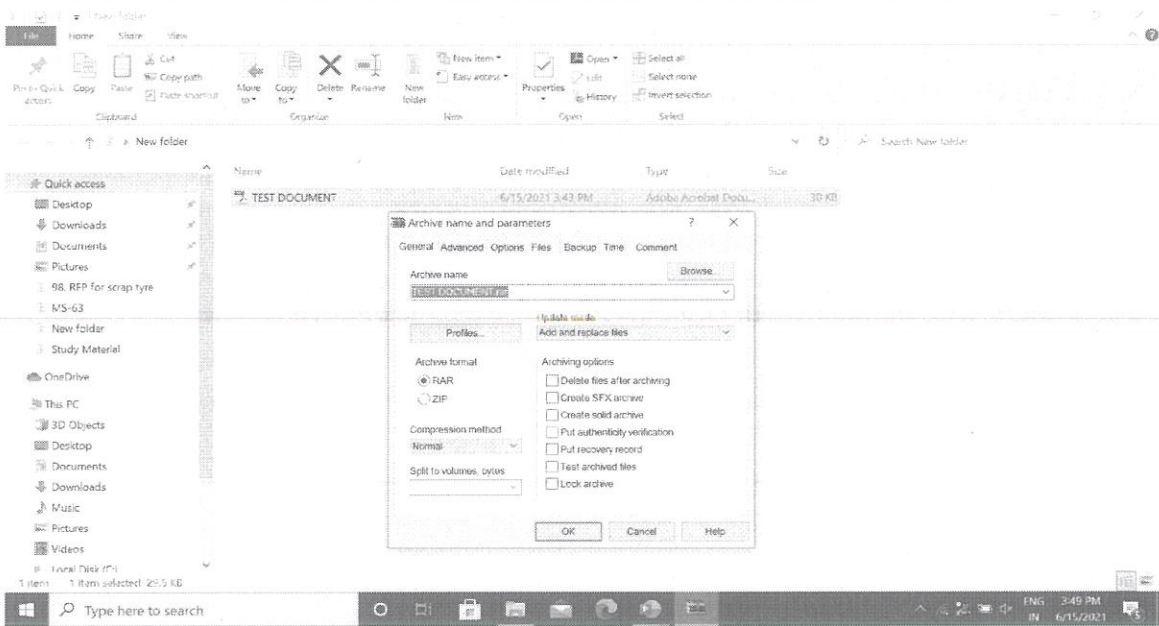 New folder
File Home Share View
Pin to Quick access
Copy
Paste
Cut
Copy path
Paste shortcut
Move to
Copy to
Delete
Rename
New folder
New item
Easy access
Properties
Open
Edit
History
Select all
Select none
Invert selection
Clipboard Organize New Open Select
New folder
Search New folder
Name Date modified Type Size
TEST DOCUMENT 6/15/2021 3:43 PM Adobe Acrobat Docu... 30 KB
Quick access
Desktop
Downloads
Documents
Pictures
98. RFP for scrap tyre
MS-63
New folder
Study Material
OneDrive
This PC
3D Objects
Desktop
Documents
Downloads
Music
Pictures
Videos
Local Disk (C:)
Archive name and parameters ? ×
General Advanced Options Files Backup Time Comment
Archive name
Browse...
TEST DOCUMENT.rar
Update mode
Profiles...
Add and replace files
Archive format
RAR
ZIP
Compression method
Normal
Split to volumes, bytes
Archiving options
Delete files after archiving
Create SFX archive
Create solid archive
Put authenticity verification
Put recovery record
Test archived files
Lock archive
OK Cancel Help
1 item 1 item selected 29.5 KB
Type here to search
ENG 3:49 PM
IN 6/15/2021